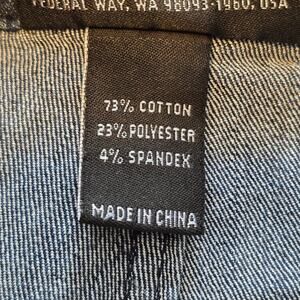 FEDERAL WAY, WA 98093-1960, USA
73% COTTON
23% POLYESTER
4% SPANDEX
MADE IN CHINA